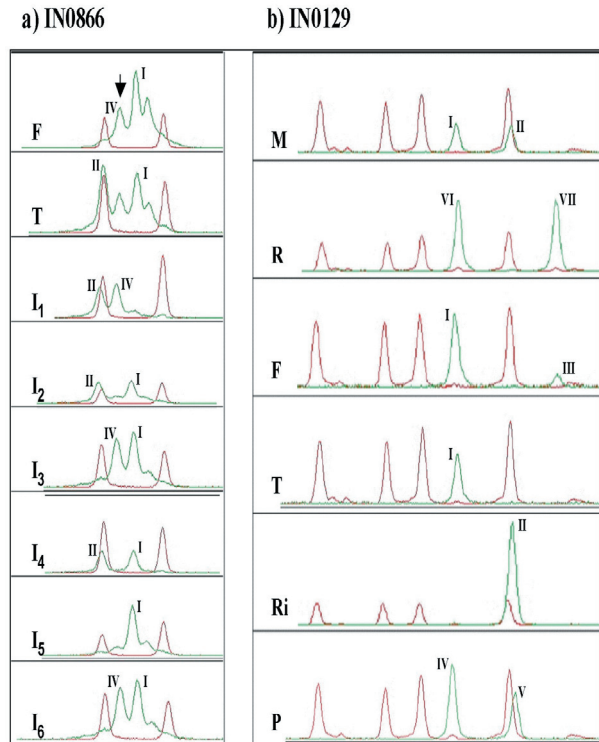 a) IN0866
IV I
F
II I
T
II IV
I1
II I
I2
IV I
I3
II I
I4
I
I5
IV I
I6
b) IN0129
I II
M
VI VII
R
I
III
F
I
T
II
Ri
IV V
P